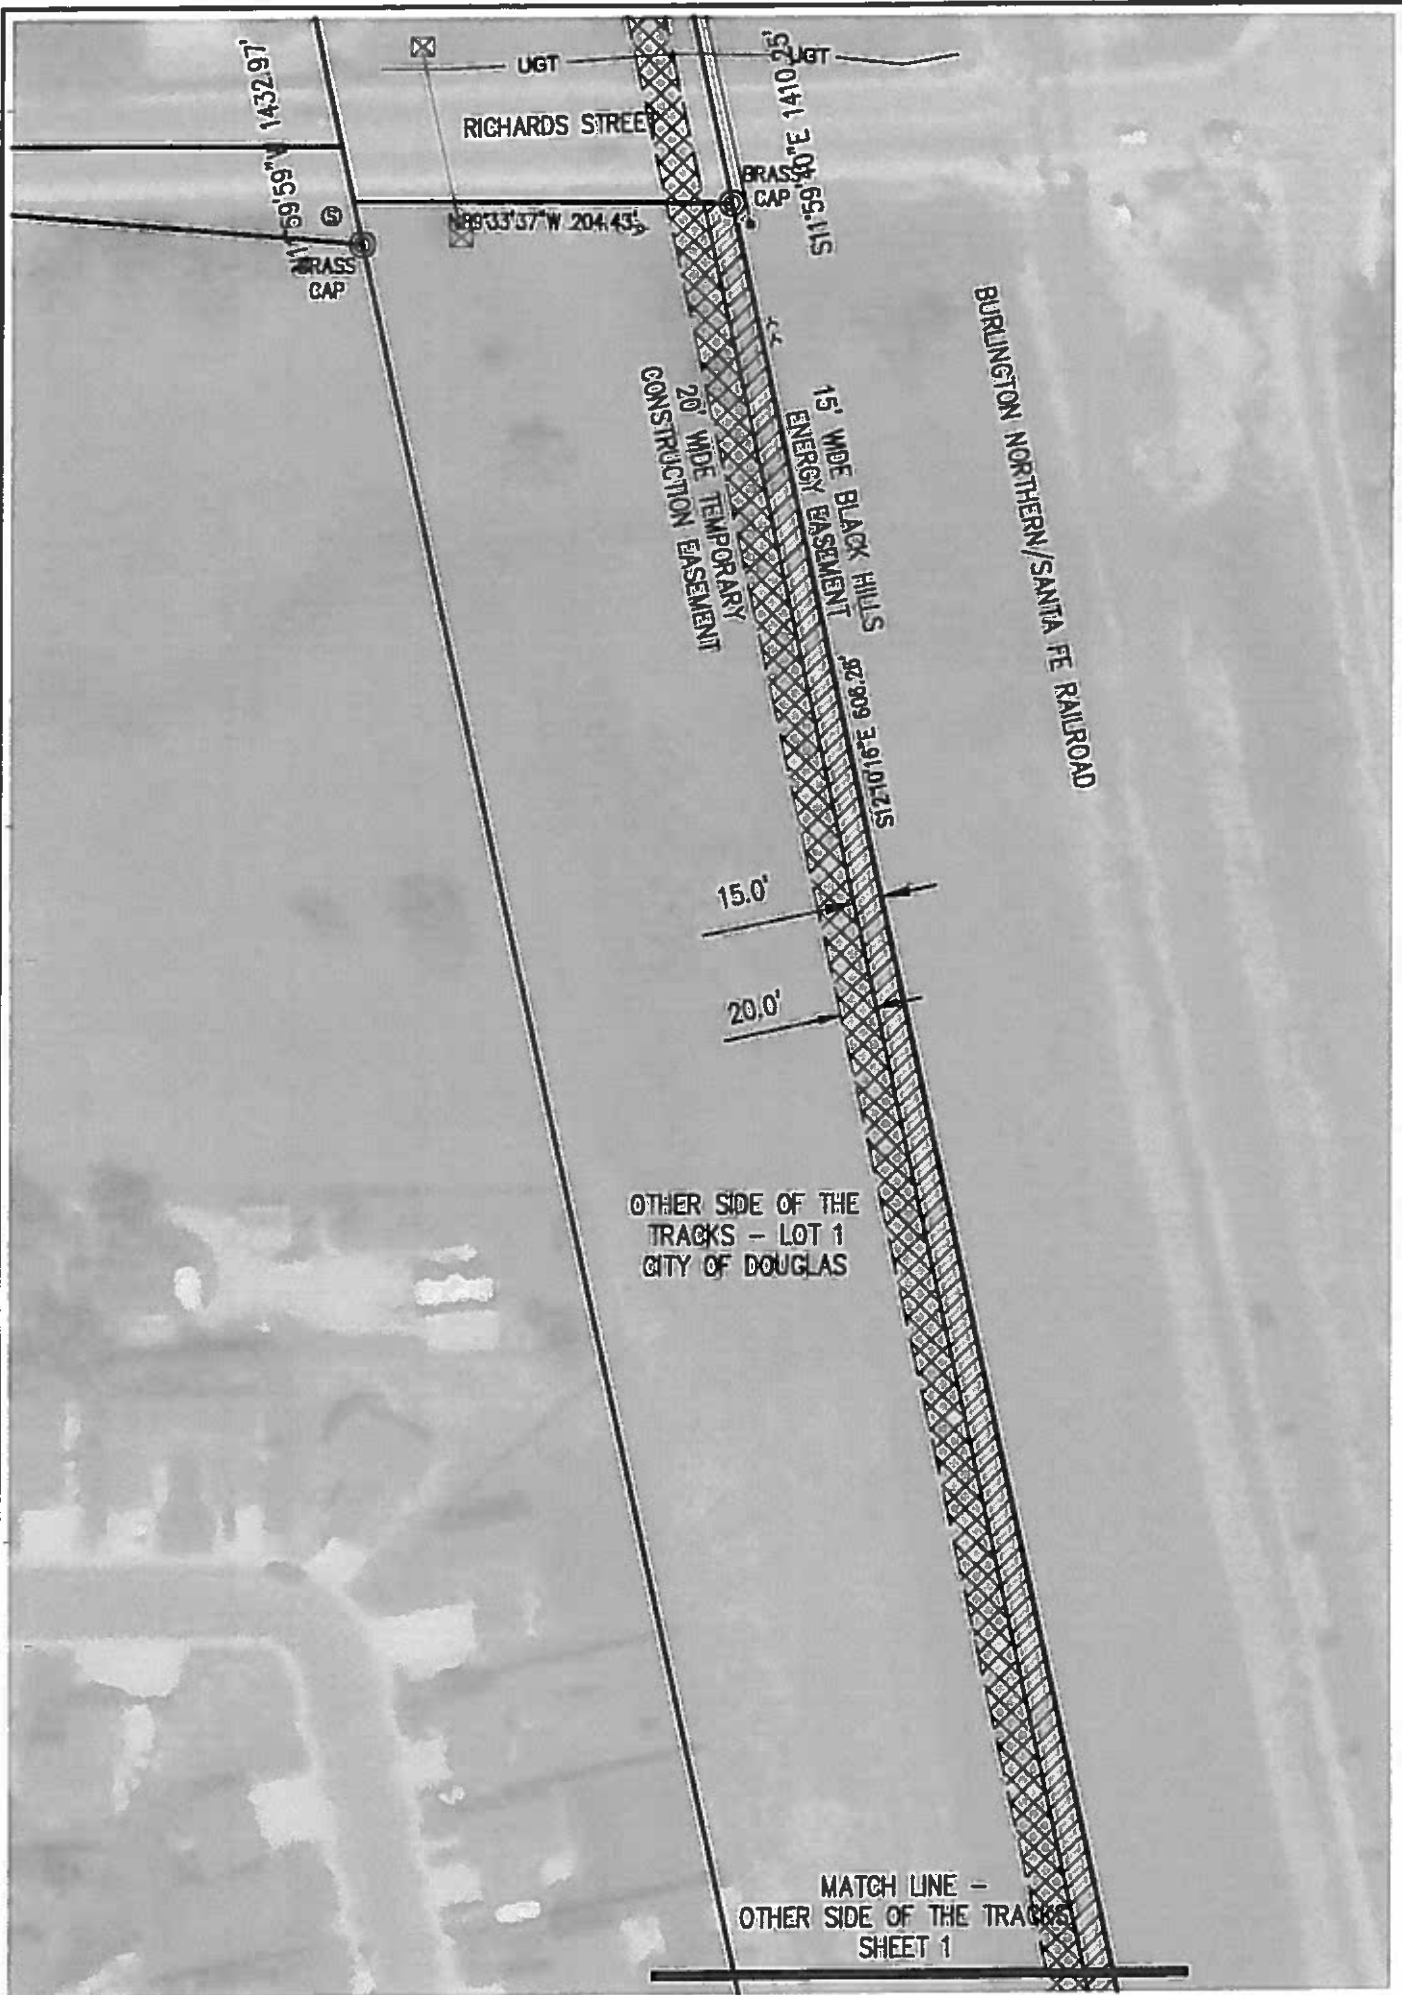 UGT
UGT
RICHARDS STREET
1432.97'
S11°59'40"E 1410.25'
BRASS
CAP
N89°33'37"W 204.43'
BRASS
CAP
S
15' WIDE BLACK HILLS
ENERGY EASEMENT
20' WIDE TEMPORARY
CONSTRUCTION EASEMENT
BURLINGTON NORTHERN/SANTA FE RAILROAD
S12°10'16"E 606.26'
15.0'
20.0'
OTHER SIDE OF THE
TRACKS - LOT 1
CITY OF DOUGLAS
MATCH LINE -
OTHER SIDE OF THE TRACKS
SHEET 1